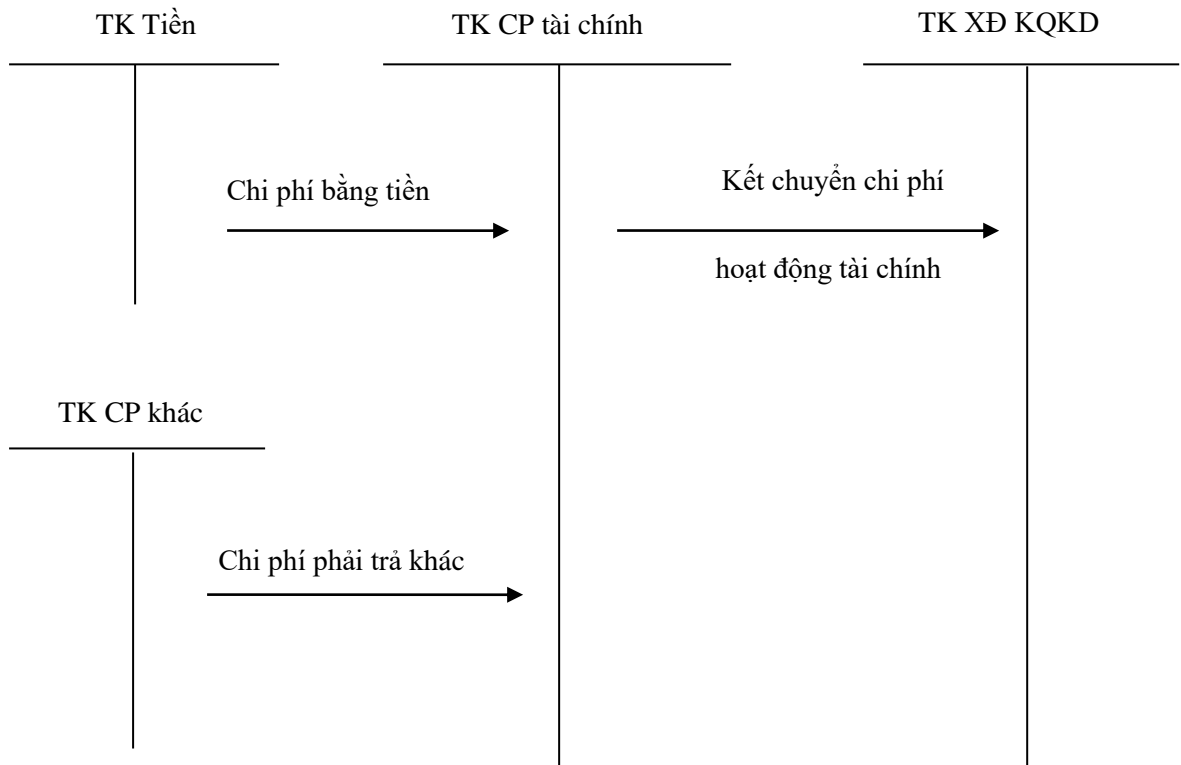 TK Tiền
TK CP tài chính
TK XĐ KQKD
Chi phí bằng tiền
Kết chuyển chi phí
hoạt động tài chính
TK CP khác
Chi phí phải trả khác